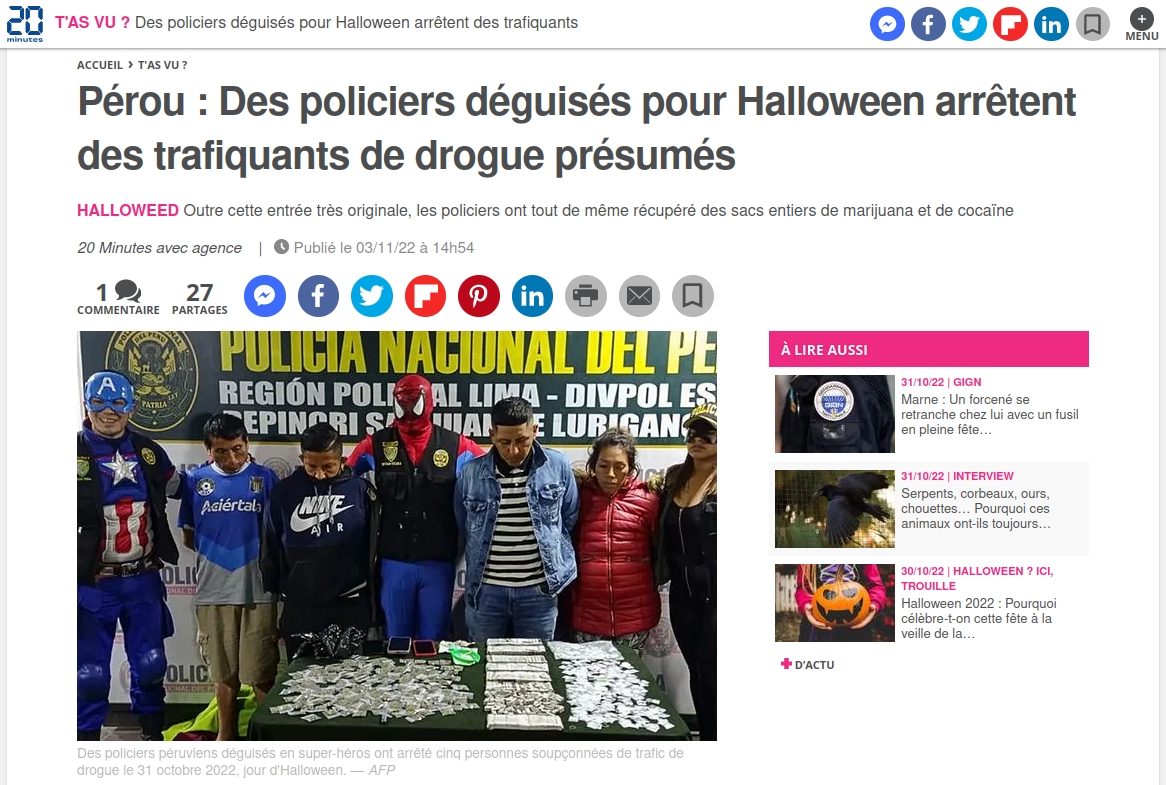 20
minutes
T'AS VU ? Des policiers déguisés pour Halloween arrêtent des trafiquants
MENU
ACCUEIL › T'AS VU ?
Pérou : Des policiers déguisés pour Halloween arrêtent
des trafiquants de drogue présumés
HALLOWEED Outre cette entrée très originale, les policiers ont tout de même récupéré des sacs entiers de marijuana et de cocaïne
20 Minutes avec agence | Publié le 03/11/22 à 14h54
1
COMMENTAIRE
27
PARTAGES
POLICIA NACIONAL DEL PE
REGIÓN POLI AL LIMA - DIVPOL ES
DEPINCRI SA JUAN E LURIGAN
DEL PERU
PATRIA
A
Aciértala
NIKE
AIR
Des policiers péruviens déguisés en super-héros ont arrêté cinq personnes soupçonnées de trafic de
drogue le 31 octobre 2022, jour d'Halloween. — AFP
À LIRE AUSSI
GIGN
31/10/22 | GIGN
Marne : Un forcené se
retranche chez lui avec un fusil
en pleine fête…
31/10/22 | INTERVIEW
Serpents, corbeaux, ours,
chouettes… Pourquoi ces
animaux ont-ils toujours…
30/10/22 | HALLOWEEN ? ICI,
TROUILLE
Halloween 2022 : Pourquoi
célèbre-t-on cette fête à la
veille de la…
+ D'ACTU